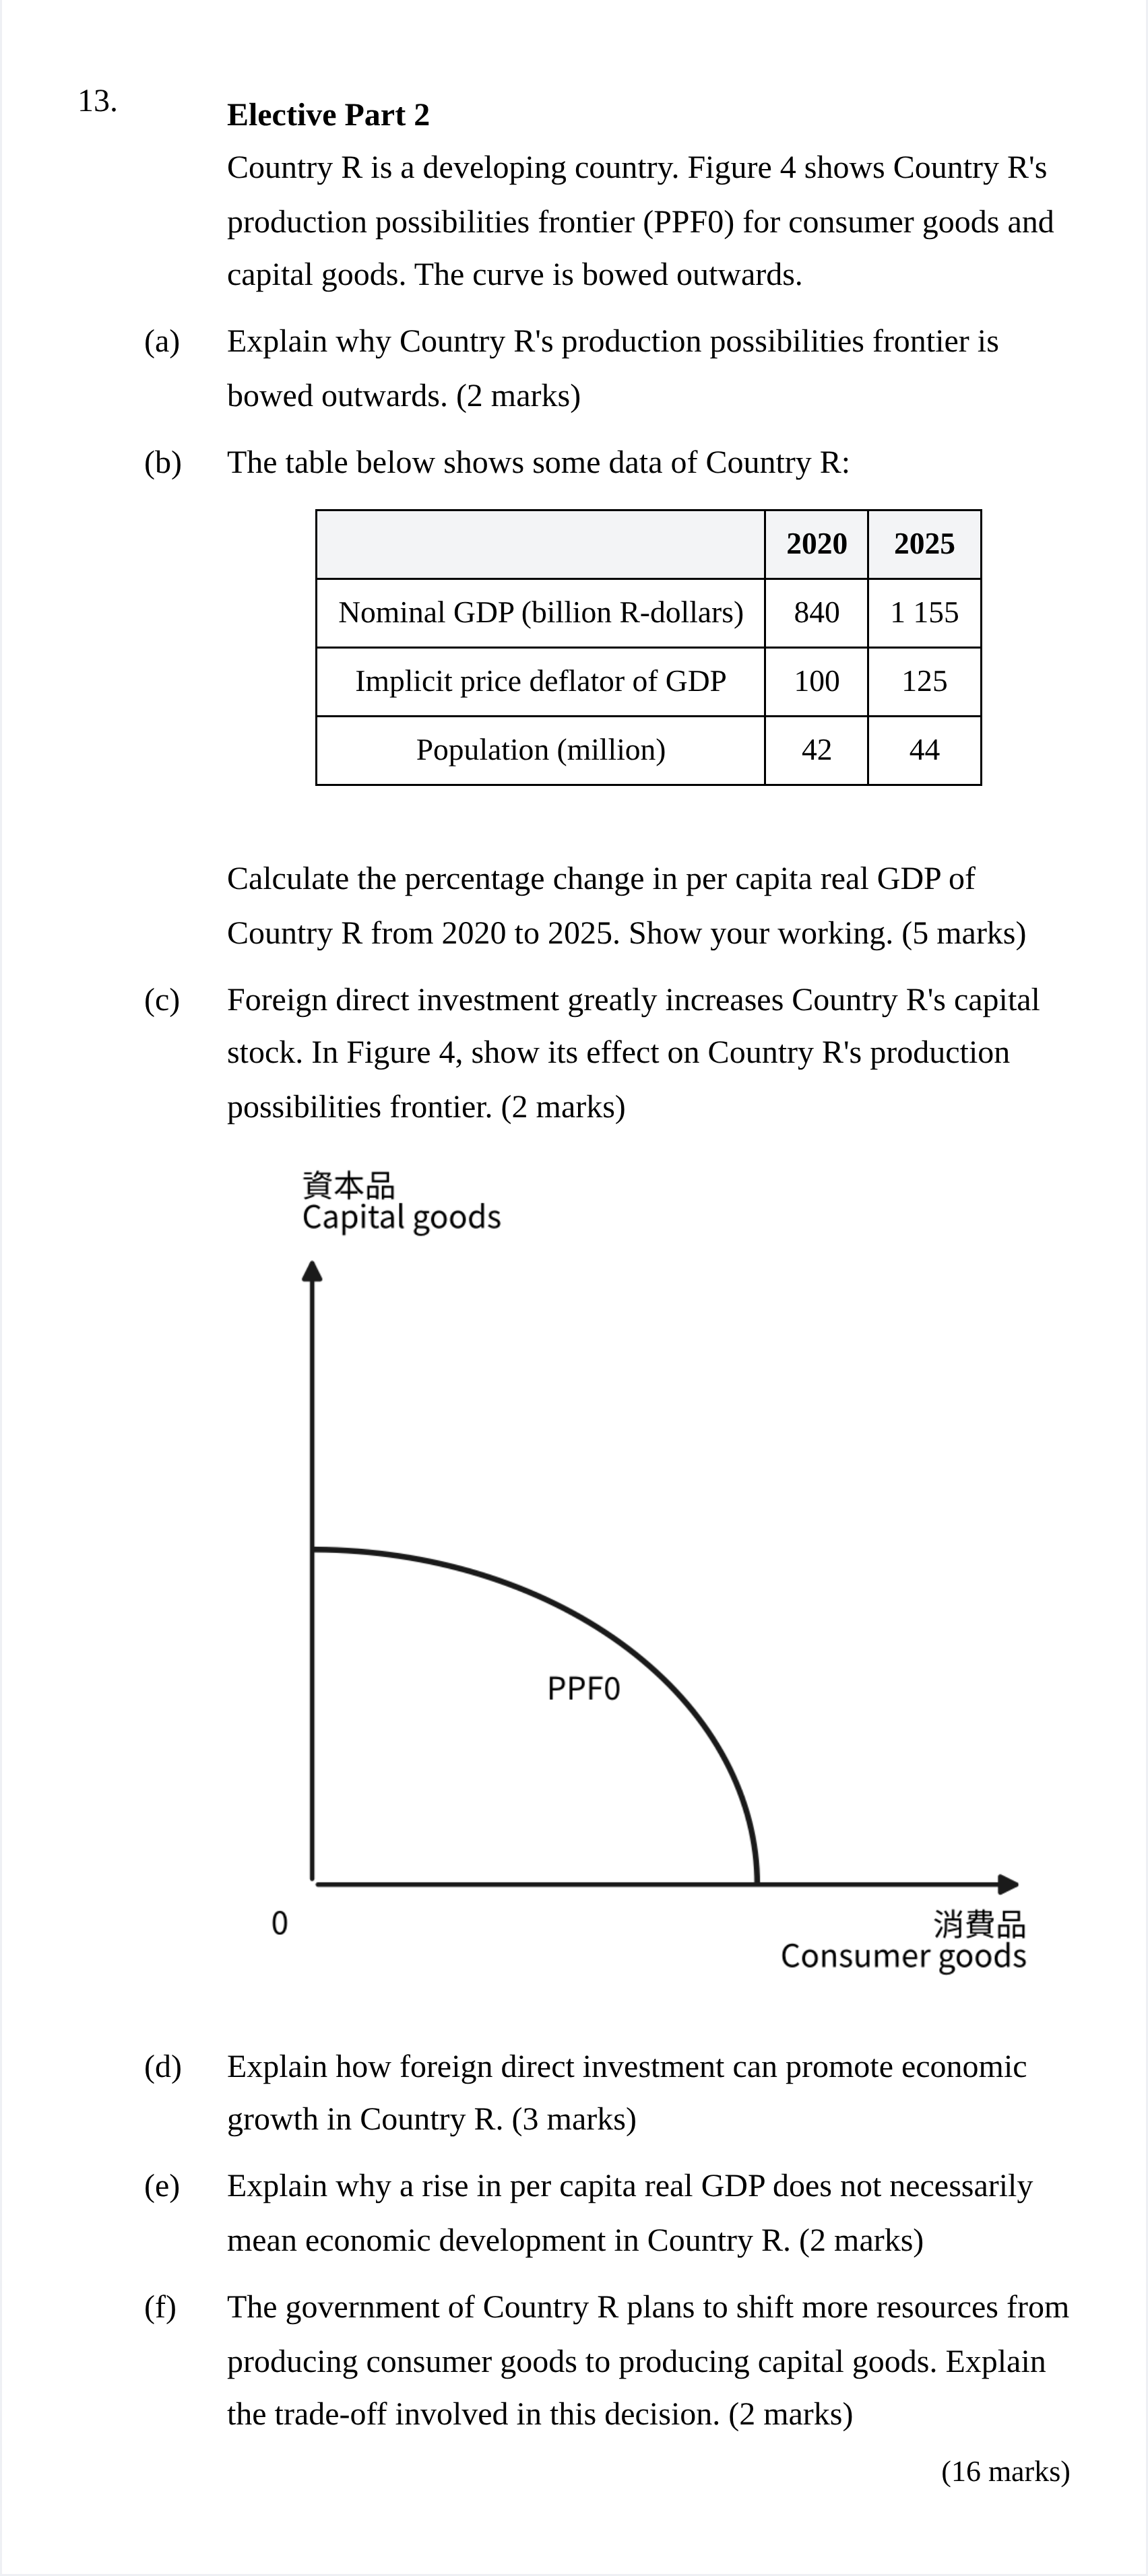 13.
Elective Part 2
Country R is a developing country. Figure 4 shows Country R's
production possibilities frontier (PPF0) for consumer goods and
capital goods. The curve is bowed outwards.
(a) Explain why Country R's production possibilities frontier is
bowed outwards. (2 marks)
(b) The table below shows some data of Country R:
2020 2025
Nominal GDP (billion R-dollars) 840 1 155
Implicit price deflator of GDP 100 125
Population (million) 42 44
Calculate the percentage change in per capita real GDP of
Country R from 2020 to 2025. Show your working. (5 marks)
(c) Foreign direct investment greatly increases Country R's capital
stock. In Figure 4, show its effect on Country R's production
possibilities frontier. (2 marks)
資本品
Capital goods
PPF0
0
消費品
Consumer goods
(d) Explain how foreign direct investment can promote economic
growth in Country R. (3 marks)
(e) Explain why a rise in per capita real GDP does not necessarily
mean economic development in Country R. (2 marks)
(f) The government of Country R plans to shift more resources from
producing consumer goods to producing capital goods. Explain
the trade-off involved in this decision. (2 marks)
(16 marks)